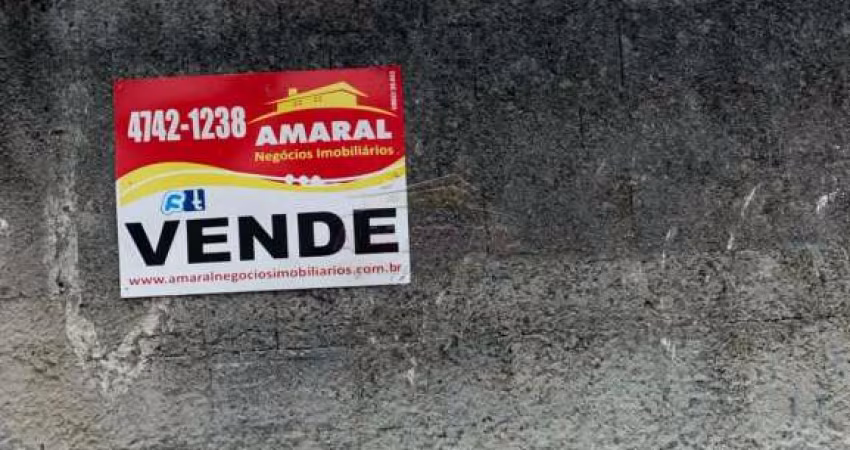 4742-1238
AMARAL
Negócios Imobiliários
VENDE
www.amaralnegociosimobiliarios.com.br